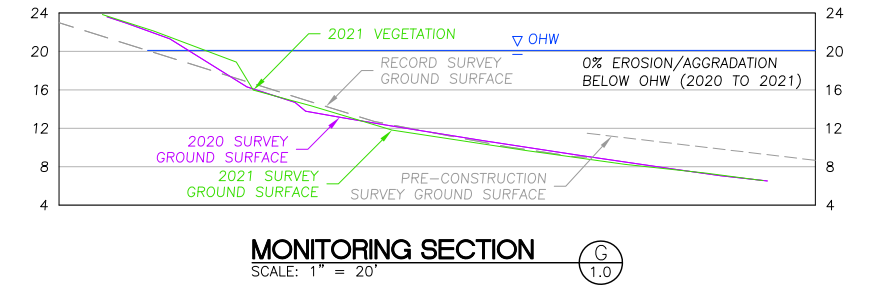 24
24
2021 VEGETATION
OHW
20
20
RECORD SURVEY
GROUND SURFACE
0% EROSION/AGGRADATION
BELOW OHW (2020 TO 2021)
16
16
12
12
2020 SURVEY
GROUND SURFACE
2021 SURVEY
GROUND SURFACE
PRE-CONSTRUCTION
SURVEY GROUND SURFACE
8
8
4
4
MONITORING SECTION
SCALE: 1" = 20'
G
1.0